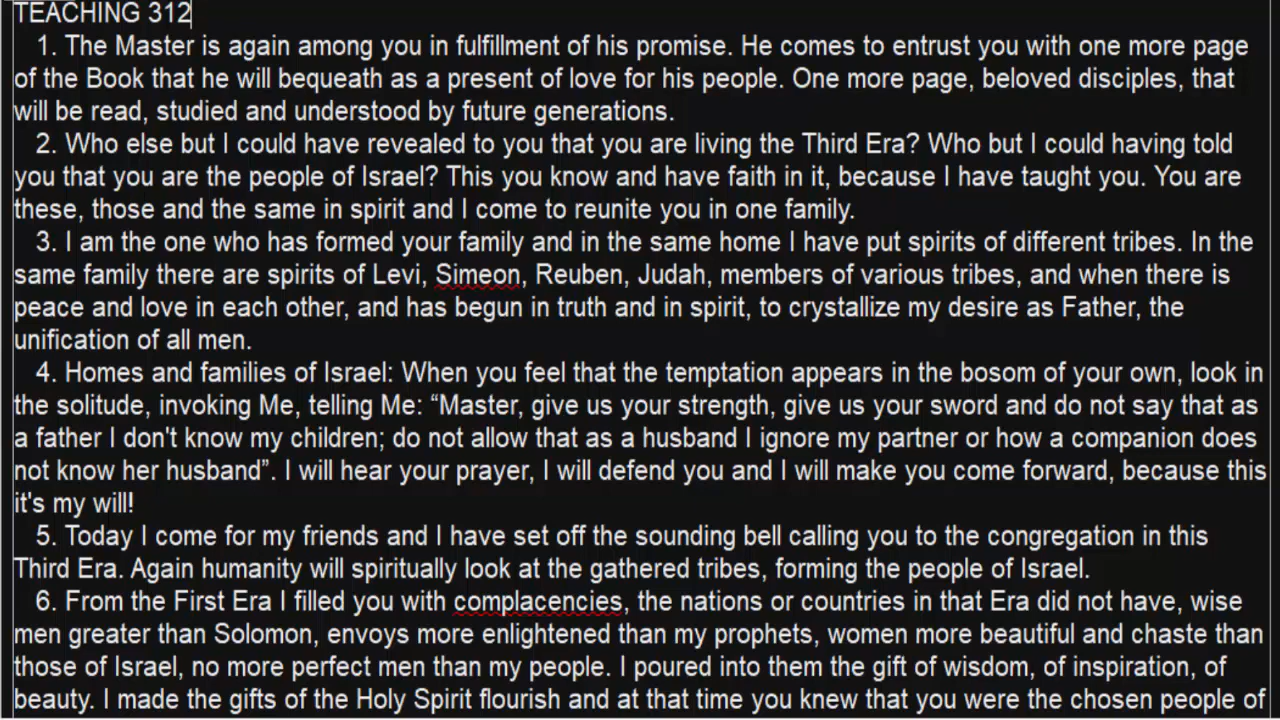 TEACHING 312
1. The Master is again among you in fulfillment of his promise. He comes to entrust you with one more page
of the Book that he will bequeath as a present of love for his people. One more page, beloved disciples, that
will be read, studied and understood by future generations.
2. Who else but I could have revealed to you that you are living the Third Era? Who but I could having told
you that you are the people of Israel? This you know and have faith in it, because I have taught you. You are
these, those and the same in spirit and I come to reunite you in one family.
3. I am the one who has formed your family and in the same home I have put spirits of different tribes. In the
same family there are spirits of Levi, Simeon, Reuben, Judah, members of various tribes, and when there is
peace and love in each other, and has begun in truth and in spirit, to crystallize my desire as Father, the
unification of all men.
4. Homes and families of Israel: When you feel that the temptation appears in the bosom of your own, look in
the solitude, invoking Me, telling Me: “Master, give us your strength, give us your sword and do not say that as
a father I don't know my children; do not allow that as a husband I ignore my partner or how a companion does
not know her husband”. I will hear your prayer, I will defend you and I will make you come forward, because this
it's my will!
5. Today I come for my friends and I have set off the sounding bell calling you to the congregation in this
Third Era. Again humanity will spiritually look at the gathered tribes, forming the people of Israel.
6. From the First Era I filled you with complacencies, the nations or countries in that Era did not have, wise
men greater than Solomon, envoys more enlightened than my prophets, women more beautiful and chaste than
those of Israel, no more perfect men than my people. I poured into them the gift of wisdom, of inspiration, of
beauty. I made the gifts of the Holy Spirit flourish and at that time you knew that you were the chosen people of